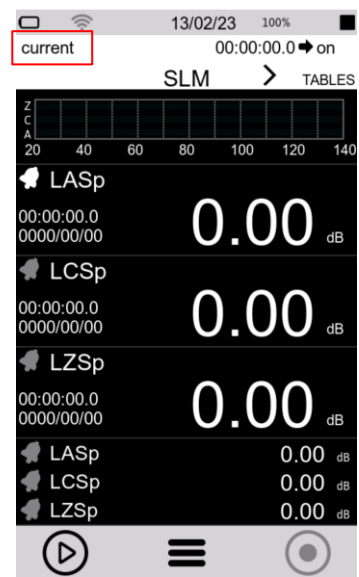 13/02/23 100%
current 00:00:00.0 ➡ on
SLM > TABLES
Z
C
A
20 40 60 80 100 120 140
LASp
00:00:00.0
0000/00/00
0.00 dB
LCSp
00:00:00.0
0000/00/00
0.00 dB
LZSp
00:00:00.0
0000/00/00
0.00 dB
LASp 0.00 dB
LCSp 0.00 dB
LZSp 0.00 dB